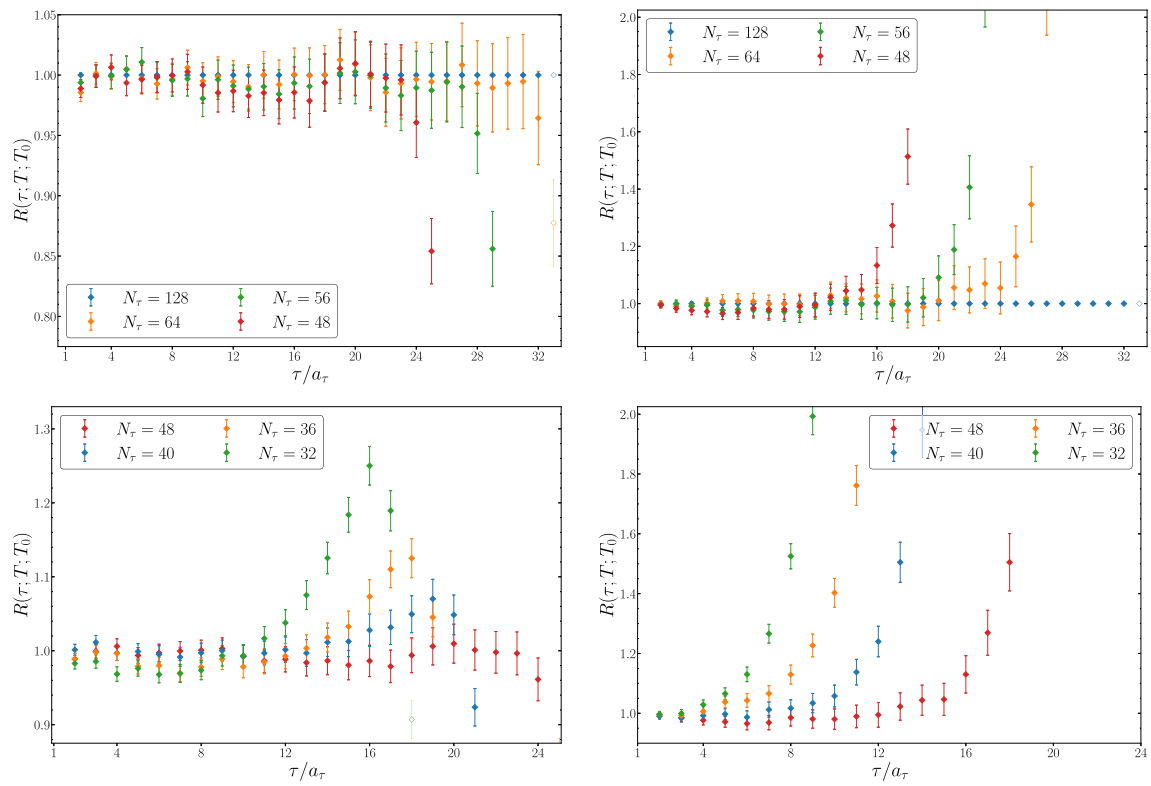 1.05
1.00
0.95
0.90
0.85
0.80
R(τ; T; T₀)
N_τ = 128
N_τ = 64
N_τ = 56
N_τ = 48
1 4 8 12 16 20 24 28 32
τ/a_τ
2.0
1.8
1.6
1.4
1.2
1.0
R(τ; T; T₀)
N_τ = 128
N_τ = 64
N_τ = 56
N_τ = 48
1 4 8 12 16 20 24 28 32
τ/a_τ
1.3
1.2
1.1
1.0
0.9
R(τ; T; T₀)
N_τ = 48
N_τ = 40
N_τ = 36
N_τ = 32
1 4 8 12 16 20 24
τ/a_τ
2.0
1.8
1.6
1.4
1.2
1.0
R(τ; T; T₀)
N_τ = 48
N_τ = 40
N_τ = 36
N_τ = 32
1 4 8 12 16 20 24
τ/a_τ